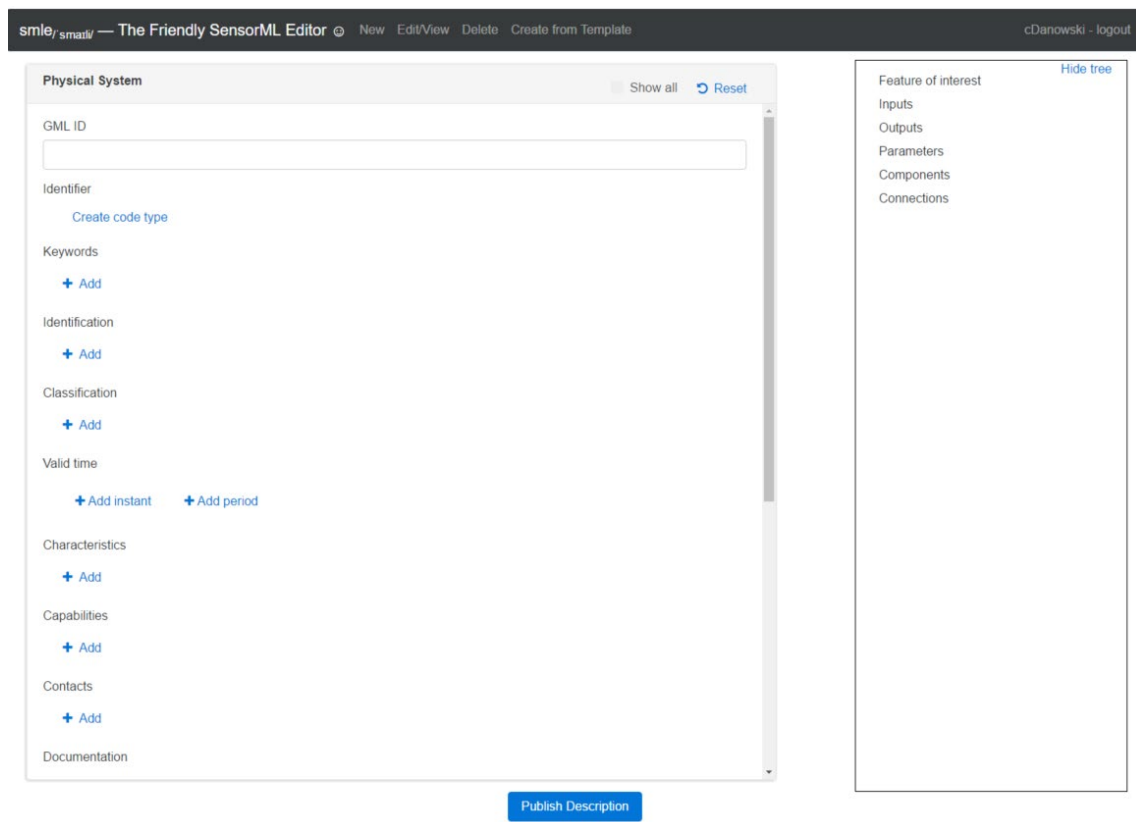 smle/ˈsmaɪli/ — The Friendly SensorML Editor ☺ New Edit/View Delete Create from Template cDanowski - logout
Physical System Show all Reset
GML ID
Identifier
Create code type
Keywords
+ Add
Identification
+ Add
Classification
+ Add
Valid time
+ Add instant + Add period
Characteristics
+ Add
Capabilities
+ Add
Contacts
+ Add
Documentation
Publish Description
Hide tree
Feature of interest
Inputs
Outputs
Parameters
Components
Connections